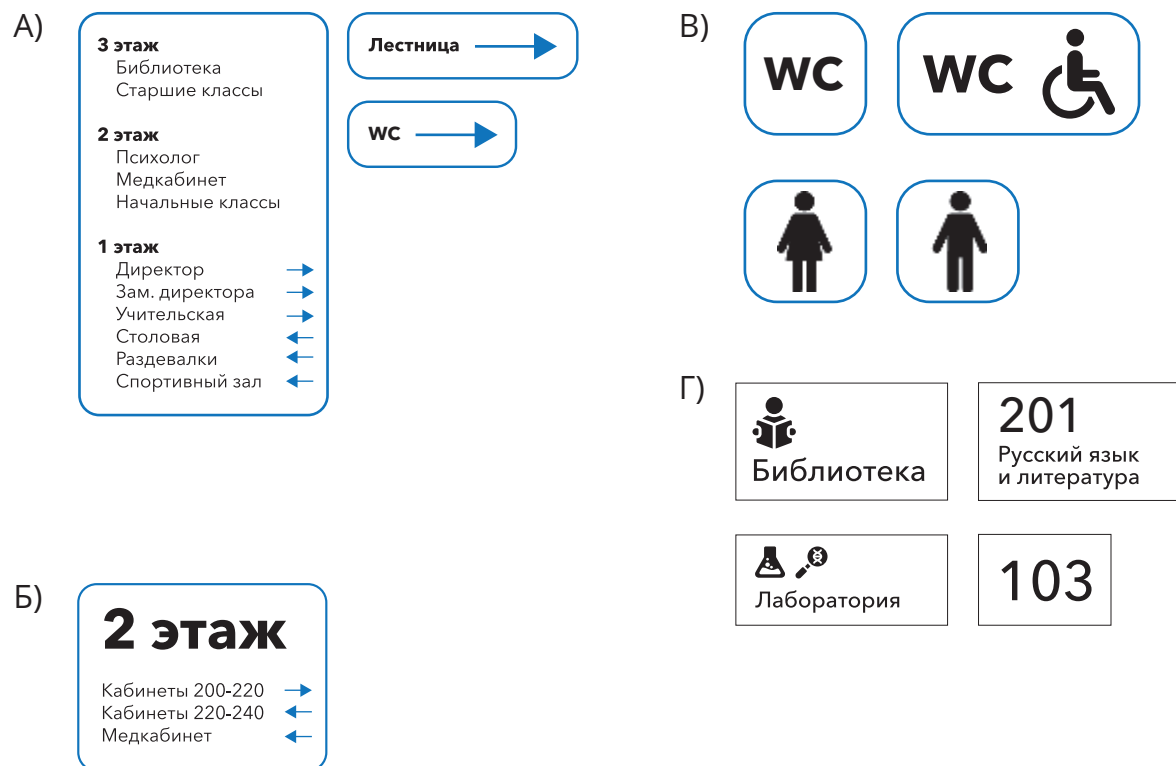 А)
3 этаж
Библиотека
Старшие классы
2 этаж
Психолог
Медкабинет
Начальные классы
1 этаж
Директор
Зам. директора
Учительская
Столовая
Раздевалки
Спортивный зал
Лестница
WC
Б)
2 этаж
Кабинеты 200-220
Кабинеты 220-240
Медкабинет
В)
WC
WC
Г)
Библиотека
201
Русский язык
и литература
Лаборатория
103